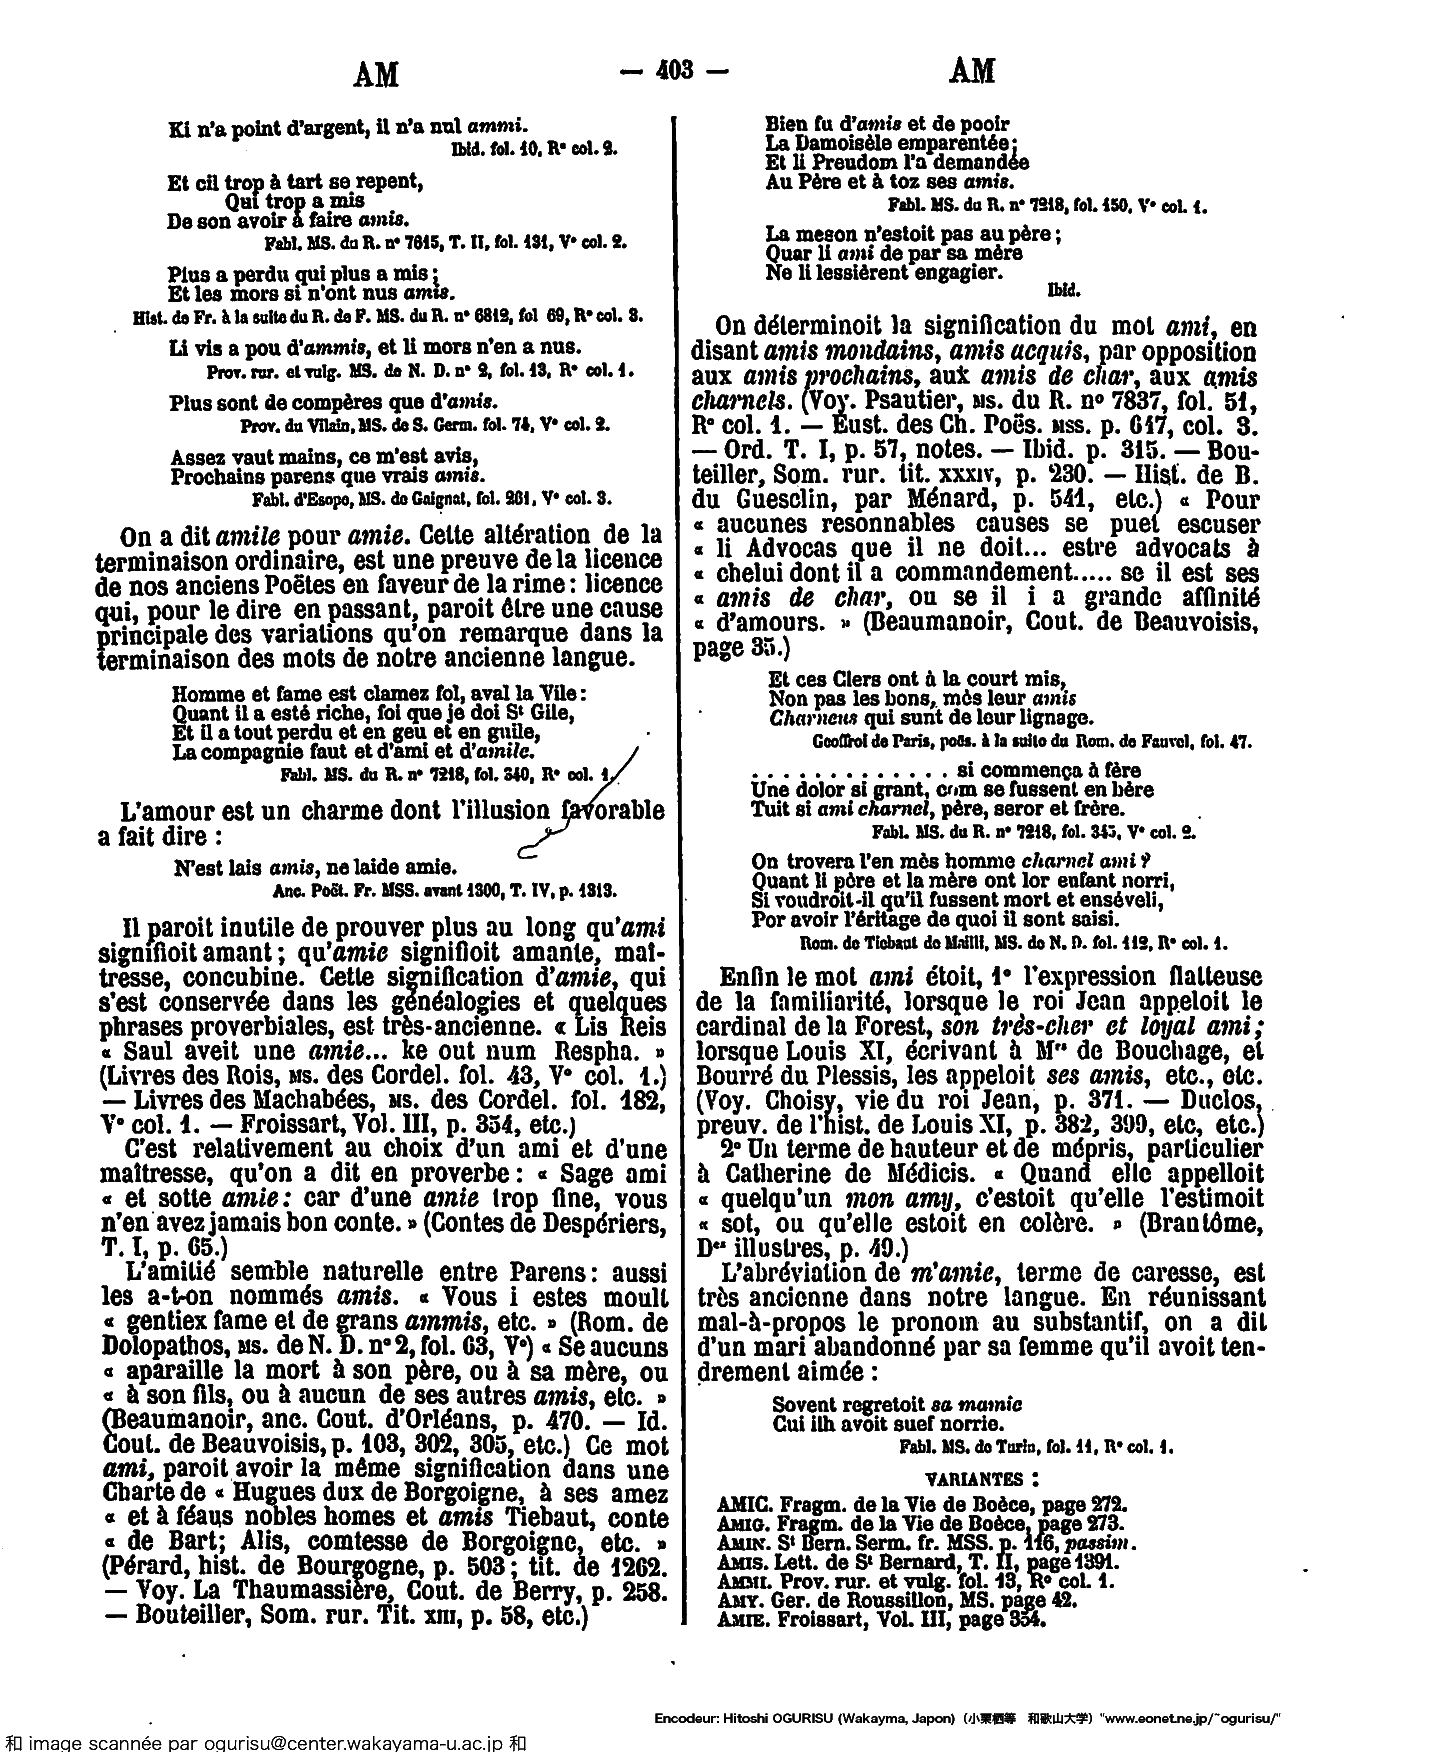 AM
— 403 —
AM
Ki n'a point d'argent, il n'a nul ammi.
Ibid. fol. 10, R° col. 2.
Et cil trop à tart se repent,
Qui trop a mis
De son avoir à faire amis.
Fabl. MS. du R. n° 7615, T. II, fol. 131, V° col. 2.
Plus a perdu qui plus a mis ;
Et les mors si n'ont nus amis.
Hist. de Fr. à la suite du R. de F. MS. du R. n° 6812, fol 69, R° col. 3.
Li vis a pou d'ammis, et li mors n'en a nus.
Prov. rur. et vulg. MS. de N. D. n° 2, fol. 13, R° col. 1.
Plus sont de compères que d'amis.
Prov. du Vilain, MS. de S. Germ. fol. 74, V° col. 2.
Assez vaut mains, ce m'est avis,
Prochains parens que vrais amis.
Fabl. d'Esope, MS. de Gaignat, fol. 261, V° col. 3.
On a dit amile pour amie. Cette altération de la
terminaison ordinaire, est une preuve de la licence
de nos anciens Poëtes en faveur de la rime : licence
qui, pour le dire en passant, paroit être une cause
principale des variations qu'on remarque dans la
terminaison des mots de notre ancienne langue.
Homme et fame est clamez fol, aval la Vile :
Quant il a esté riche, foi que je doi St Gile,
Et il a tout perdu et en geu et en guile,
La compagnie faut et d'ami et d'amile.
Fabl. MS. du R. n° 7218, fol. 340, R° col. 1.
L'amour est un charme dont l'illusion favorable
a fait dire :
N'est lais amis, ne laide amie.
Anc. Poët. Fr. MSS. avant 1300, T. IV, p. 1313.
Il paroit inutile de prouver plus au long qu'ami
signifioit amant ; qu'amie signifioit amante, maî-
tresse, concubine. Cette signification d'amie, qui
s'est conservée dans les généalogies et quelques
phrases proverbiales, est très-ancienne. « Lis Reis
« Saul aveit une amie... ke out num Respha. »
(Livres des Rois, MS. des Cordel. fol. 43, V° col. 1.)
— Livres des Machabées, MS. des Cordel. fol. 182,
V° col. 1. — Froissart, Vol. III, p. 354, etc.)
C'est relativement au choix d'un ami et d'une
maîtresse, qu'on a dit en proverbe : « Sage ami
« et sotte amie : car d'une amie trop fine, vous
n'en avez jamais bon conte. » (Contes de Despériers,
T. I, p. 65.)
L'amitié semble naturelle entre Parens : aussi
les a-t-on nommés amis. « Vous i estes moult
« gentiex fame et de grans ammis, etc. » (Rom. de
Dolopathos, MS. de N. D. n° 2, fol. 63, V°) « Se aucuns
« aparaille la mort à son père, ou à sa mère, ou
« à son fils, ou à aucun de ses autres amis, etc. »
(Beaumanoir, anc. Cout. d'Orléans, p. 470. — Id.
Cout. de Beauvoisis, p. 103, 302, 305, etc.) Ce mot
ami, paroit avoir la même signification dans une
Charte de « Hugues dux de Borgoigne, à ses amez
« et à féaus nobles homes et amis Tiebaut, conte
« de Bart; Alis, comtesse de Borgoigne, etc. »
(Pérard, hist. de Bourgogne, p. 503 ; tit. de 1262.
— Voy. La Thaumassière, Cout. de Berry, p. 258.
— Bouteiller, Som. rur. Tit. XIII, p. 58, etc.)
Bien fu d'amis et de pooir
La Damoisèle emparentée ;
Et li Preudom l'a demandée
Au Père et à toz ses amis.
Fabl. MS. du R. n° 7218, fol. 150, V° col. 1.
La meson n'estoit pas au père ;
Quar li ami de par sa mère
Ne li lessièrent engagier.
Ibid.
On déterminoit la signification du mot ami, en
disant amis mondains, amis acquis, par opposition
aux amis prochains, aux amis de char, aux amis
charnels. (Voy. Psautier, MS. du R. n° 7837, fol. 51,
R° col. 1. — Eust. des Ch. Poës. MSS. p. 617, col. 3.
— Ord. T. I, p. 57, notes. — Ibid. p. 315. — Bou-
teiller, Som. rur. tit. XXXIV, p. 230. — Hist. de B.
du Guesclin, par Ménard, p. 541, etc.) « Pour
« aucunes resonnables causes se puet escuser
« li Advocas que il ne doit... estre advocats à
« chelui dont il a commandement..... se il est ses
« amis de char, ou se il i a grande affinité
« d'amours. » (Beaumanoir, Cout. de Beauvoisis,
page 35.)
Et ces Clers ont à la court mis,
Non pas les bons, mès leur amis
Charnens qui sunt de leur lignage.
Geoffroi de Paris, poës. à la suite du Rom. de Fauvel, fol. 47.
. . . . . . . . . . . . . si commença à fère
Une dolor si grant, com se fussent en bère
Tuit si ami charnel, père, seror et frère.
Fabl. MS. du R. n° 7218, fol. 345, V° col. 2.
On trovera l'en mès homme charnel ami ?
Quant li père et la mère ont lor enfant norri,
Si voudroit-il qu'il fussent mort et enséveli,
Por avoir l'éritage de quoi il sont saisi.
Rom. de Tiebaut de Mailli, MS. de N. D. fol. 112, R° col. 1.
Enfin le mot ami étoit, 1° l'expression flatteuse
de la familiarité, lorsque le roi Jean appeloit le
cardinal de la Forest, son très-cher et loyal ami ;
lorsque Louis XI, écrivant à Mrs de Bouchage, et
Bourré du Plessis, les appeloit ses amis, etc., etc.
(Voy. Choisy, vie du roi Jean, p. 371. — Duclos,
preuv. de l'hist. de Louis XI, p. 382, 399, etc, etc.)
2° Un terme de hauteur et de mépris, particulier
à Catherine de Médicis. « Quand elle appelloit
« quelqu'un mon amy, c'estoit qu'elle l'estimoit
« sot, ou qu'elle estoit en colère. » (Brantôme,
Des illustres, p. 49.)
L'abréviation de m'amie, terme de caresse, est
très ancienne dans notre langue. En réunissant
mal-à-propos le pronom au substantif, on a dit
d'un mari abandonné par sa femme qu'il avoit ten-
drement aimée :
Sovent regretoit sa mamie
Cui ilh avoit suef norrie.
Fabl. MS. de Turin, fol. 11, R° col. 1.
VARIANTES :
AMIC. Fragm. de la Vie de Boèce, page 272.
AMIG. Fragm. de la Vie de Boèce, page 273.
AMIN. St Bern. Serm. fr. MSS. p. 116, passim.
AMIS. Lett. de St Bernard, T. II, page 1391.
AMMI. Prov. rur. et vulg. fol. 13, R° col. 1.
AMY. Ger. de Roussillon, MS. page 42.
AMIE. Froissart, Vol. III, page 354.
Encodeur: Hitoshi OGURISU (Wakayma, Japon) (小栗栖等 和歌山大学) "www.eonet.ne.jp/~ogurisu/"
和 image scannée par ogurisu@center.wakayama-u.ac.jp 和